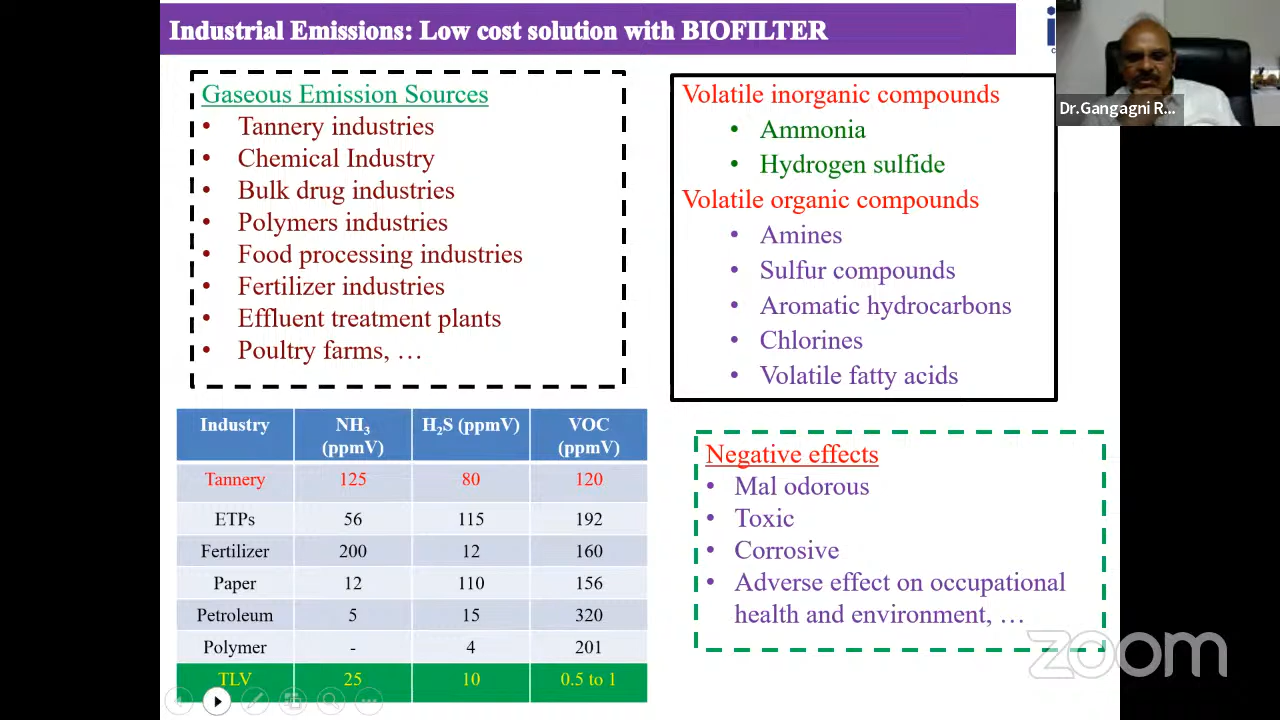 Industrial Emissions: Low cost solution with BIOFILTER
Gaseous Emission Sources
• Tannery industries
• Chemical Industry
• Bulk drug industries
• Polymers industries
• Food processing industries
• Fertilizer industries
• Effluent treatment plants
• Poultry farms, …
Volatile inorganic compounds
• Ammonia
• Hydrogen sulfide
Volatile organic compounds
• Amines
• Sulfur compounds
• Aromatic hydrocarbons
• Chlorines
• Volatile fatty acids
Dr.Gangagni R...
Industry NH3 (ppmV) H2S (ppmV) VOC (ppmV)
Tannery 125 80 120
ETPs 56 115 192
Fertilizer 200 12 160
Paper 12 110 156
Petroleum 5 15 320
Polymer - 4 201
TLV 25 10 0.5 to 1
Negative effects
• Mal odorous
• Toxic
• Corrosive
• Adverse effect on occupational
health and environment, …
zoom